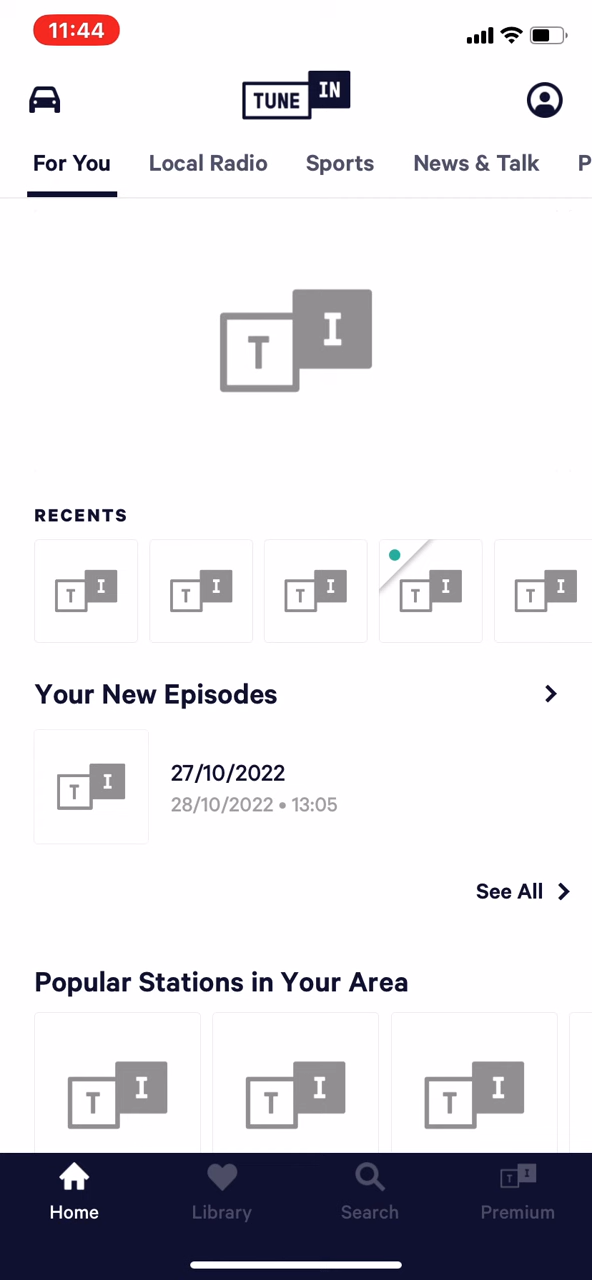 11:44
TUNE IN
For You Local Radio Sports News & Talk P
T I
RECENTS
T I T I T I T I T I
Your New Episodes
T I
27/10/2022
28/10/2022 • 13:05
See All
Popular Stations in Your Area
T I T I T I
T I
Home Library Search Premium